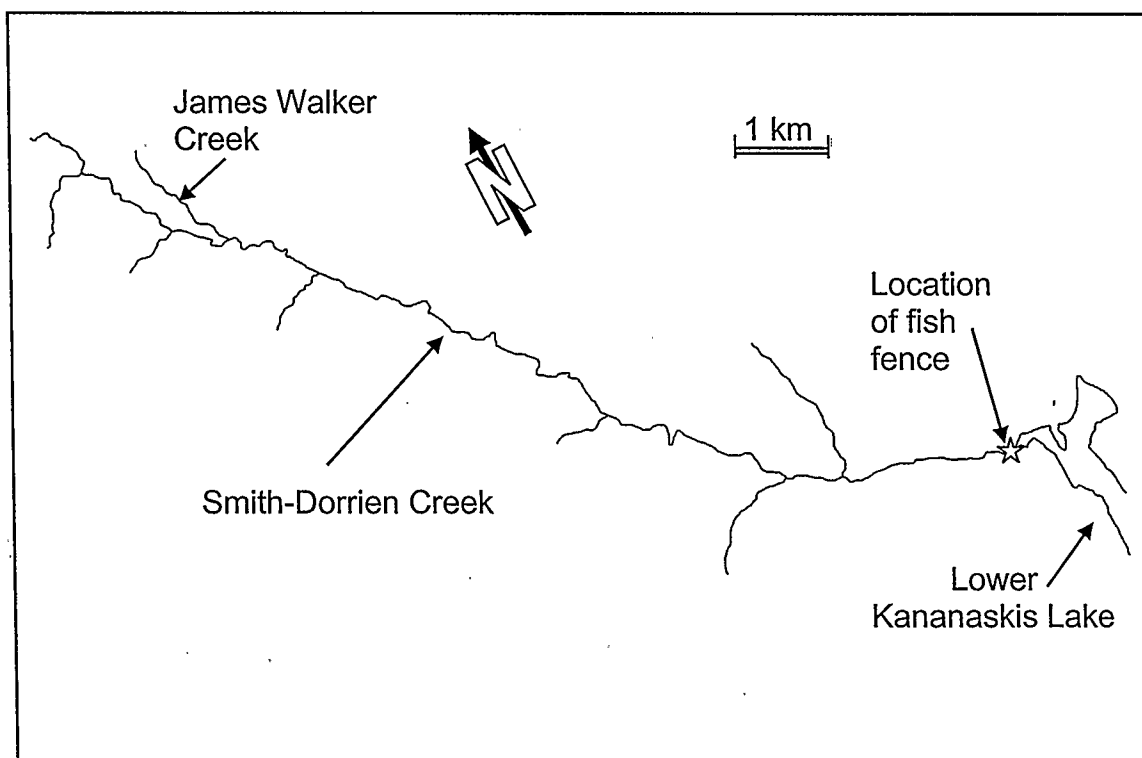 James Walker
Creek
N
1 km
Location
of fish
fence
Smith-Dorrien Creek
Lower
Kananaskis Lake